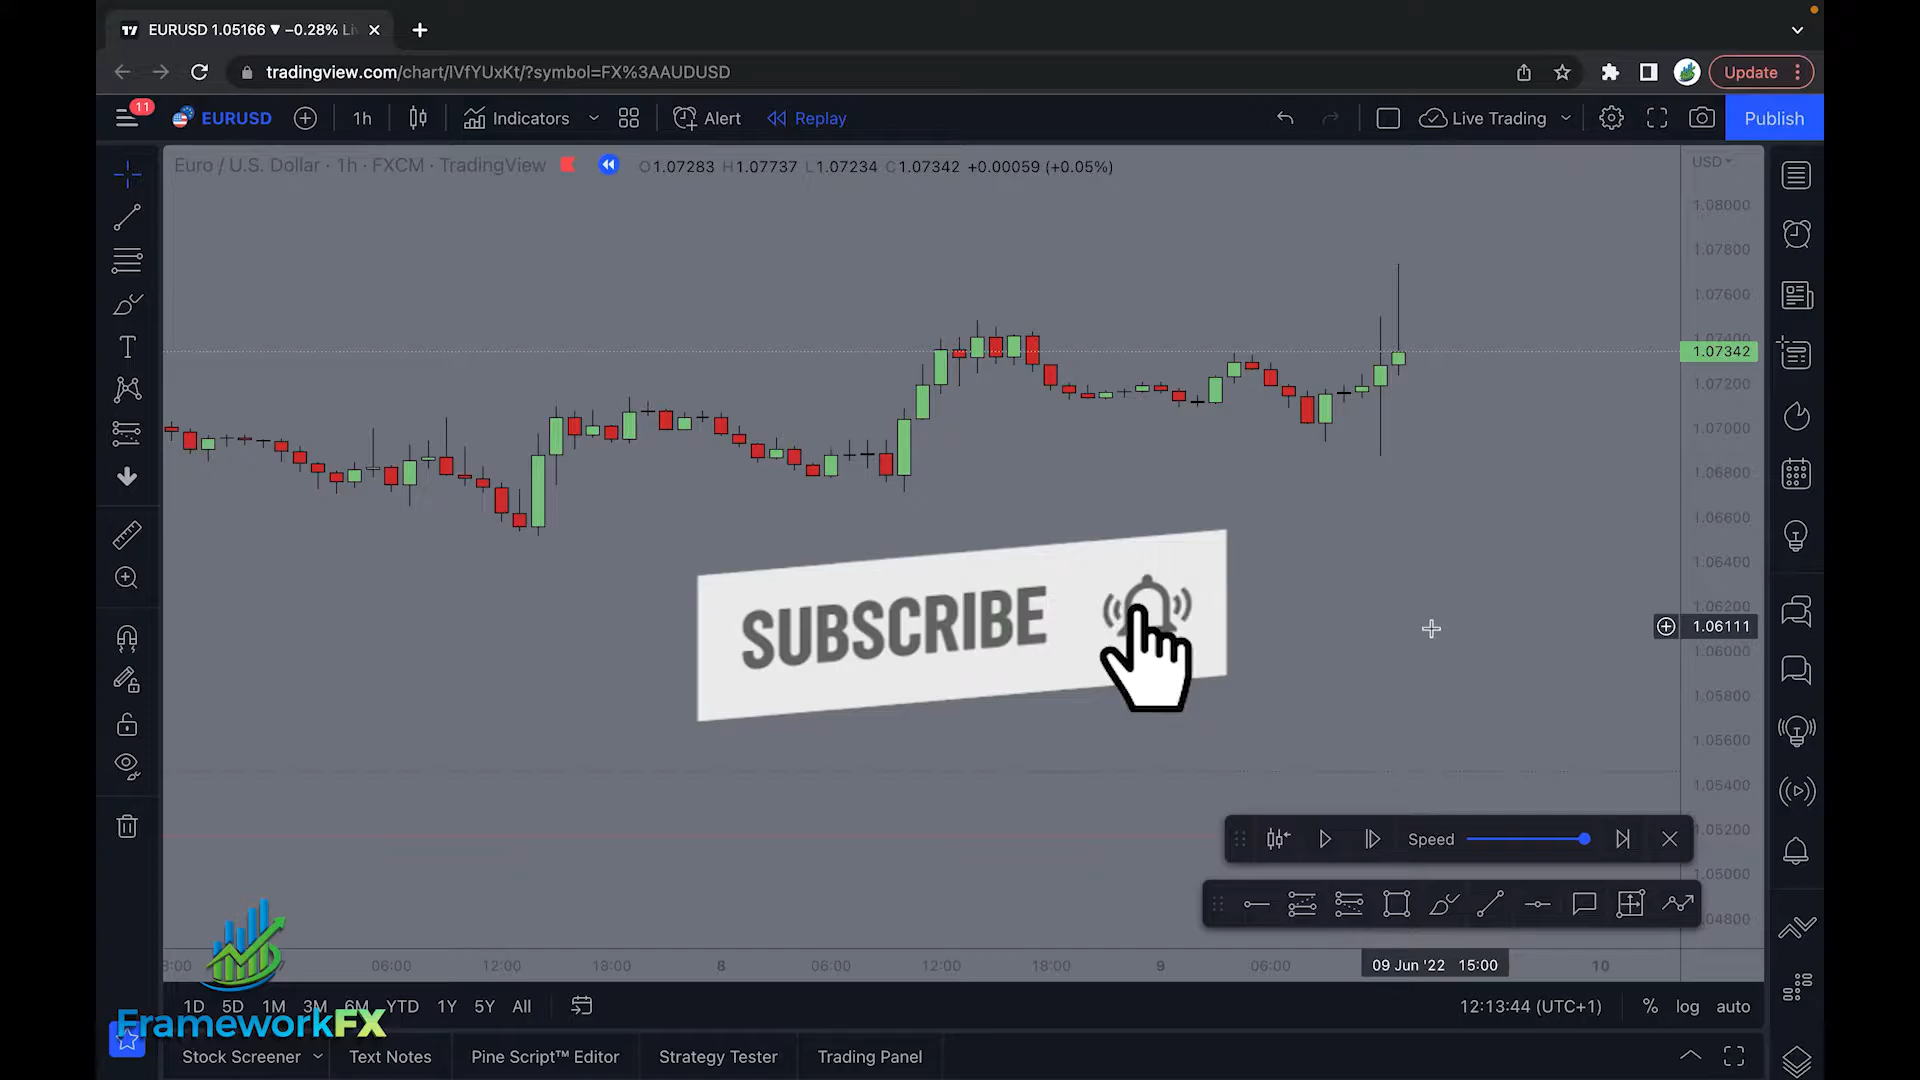 EURUSD 1.05166 ▼ −0.28% Li
tradingview.com/chart/lVfYUxKt/?symbol=FX%3AAUDUSD
Update
11
EURUSD
1h
Indicators
Alert
Replay
Live Trading
Publish
Euro / U.S. Dollar · 1h · FXCM · TradingView
O1.07283 H1.07737 L1.07234 C1.07342 +0.00059 (+0.05%)
USD
1.08000
1.07800
1.07600
1.07342
1.07200
1.07000
1.06800
1.06600
1.06400
1.06200
1.06111
1.06000
1.05800
1.05600
1.05400
1.05200
1.05000
.04800
SUBSCRIBE
Speed
06:00
12:00
18:00
8
06:00
12:00
18:00
9
06:00
09 Jun '22 15:00
10
1D
5D
1M
3M
6M
YTD
1Y
5Y
All
12:13:44 (UTC+1)
%
log
auto
FrameworkFX
Stock Screener
Text Notes
Pine Script™ Editor
Strategy Tester
Trading Panel